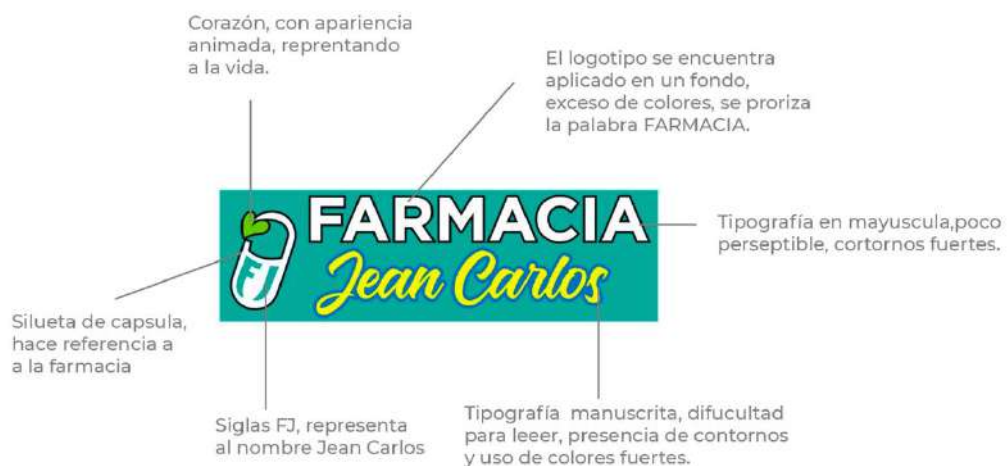 Corazón, con apariencia
animada, reprentando
a la vida.
El logotipo se encuentra
aplicado en un fondo,
exceso de colores, se proriza
la palabra FARMACIA.
FARMACIA
Jean Carlos
FJ
Tipografía en mayuscula,poco
perseptible, cortornos fuertes.
Silueta de capsula,
hace referencia a
a la farmacia
Siglas FJ, representa
al nombre Jean Carlos
Tipografía manuscrita, difucultad
para leeer, presencia de contornos
y uso de colores fuertes.